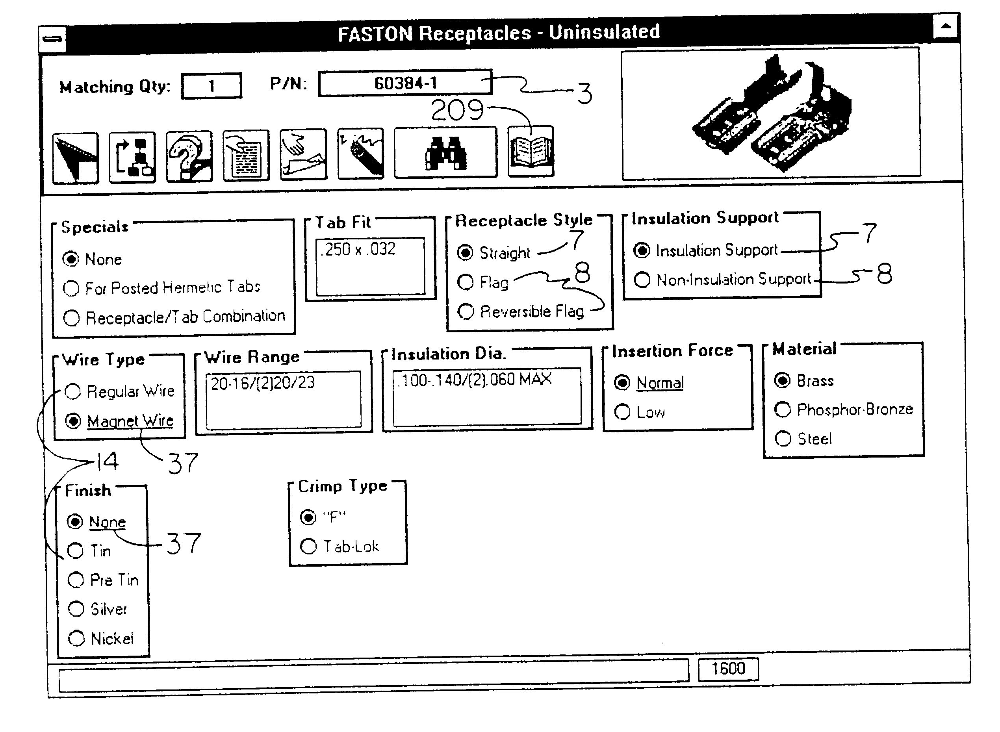 FASTON Receptacles - Uninsulated
Matching Qty: 1 P/N: 60384-1 3
209
Specials
None
For Posted Hermetic Tabs
Receptacle/Tab Combination
Tab Fit
.250 x .032
Receptacle Style
7
Straight
Flag
8
Reversible Flag
Insulation Support
7
Insulation Support
Non-Insulation Support
8
Wire Type
Regular Wire
Magnet Wire
14
37
Wire Range
20-16/(2)20/23
Insulation Dia.
.100-.140/(2).060 MAX
Insertion Force
Normal
Low
Material
Brass
Phosphor-Bronze
Steel
Finish
None
37
Tin
Pre Tin
Silver
Nickel
Crimp Type
"F"
Tab-Lok
1600